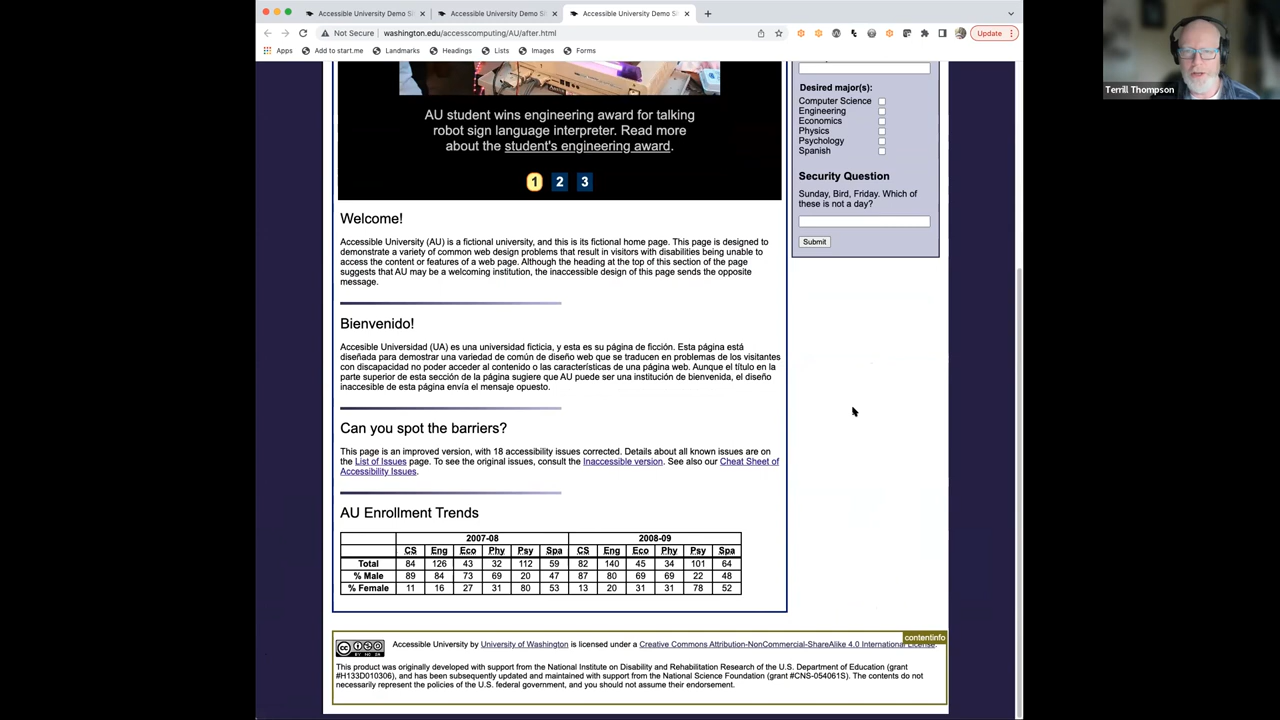 Accessible University Demo Si
Accessible University Demo Si
Accessible University Demo Si
Not Secure
washington.edu/accesscomputing/AU/after.html
Update
Apps
Add to start.me
Landmarks
Headings
Lists
Images
Forms
Terrill Thompson
AU student wins engineering award for talking
robot sign language interpreter. Read more
about the student's engineering award.
1 2 3
Desired major(s):
Computer Science
Engineering
Economics
Physics
Psychology
Spanish
Security Question
Sunday, Bird, Friday. Which of
these is not a day?
Submit
Welcome!
Accessible University (AU) is a fictional university, and this is its fictional home page. This page is designed to
demonstrate a variety of common web design problems that result in visitors with disabilities being unable to
access the content or features of a web page. Although the heading at the top of this section of the page
suggests that AU may be a welcoming institution, the inaccessible design of this page sends the opposite
message.
Bienvenido!
Accesible Universidad (UA) es una universidad ficticia, y esta es su página de ficción. Esta página está
diseñada para demostrar una variedad de común de diseño web que se traducen en problemas de los visitantes
con discapacidad no poder acceder al contenido o las características de una página web. Aunque el título en la
parte superior de esta sección de la página sugiere que AU puede ser una institución de bienvenida, el diseño
inaccesible de esta página envía el mensaje opuesto.
Can you spot the barriers?
This page is an improved version, with 18 accessibility issues corrected. Details about all known issues are on
the List of Issues page. To see the original issues, consult the Inaccessible version. See also our Cheat Sheet of
Accessibility Issues.
AU Enrollment Trends
2007-08 2008-09
CS Eng Eco Phy Psy Spa CS Eng Eco Phy Psy Spa
Total 84 126 43 32 112 59 82 140 45 34 101 64
% Male 89 84 73 69 20 47 87 80 69 69 22 48
% Female 11 16 27 31 80 53 13 20 31 31 78 52
contentinfo
Accessible University by University of Washington is licensed under a Creative Commons Attribution-NonCommercial-ShareAlike 4.0 International License.
This product was originally developed with support from the National Institute on Disability and Rehabilitation Research of the U.S. Department of Education (grant
#H133D010306), and has been subsequently updated and maintained with support from the National Science Foundation (grant #CNS-054061S). The contents do not
necessarily represent the policies of the U.S. federal government, and you should not assume their endorsement.